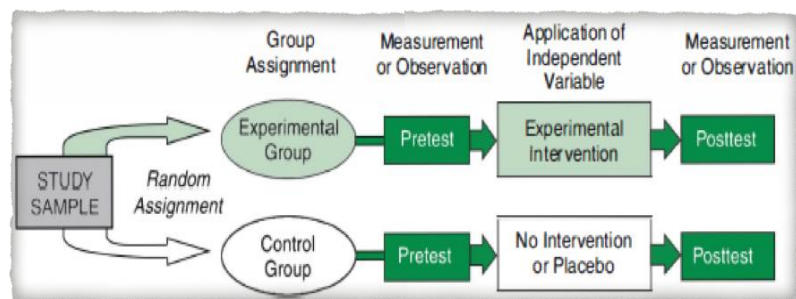 Group
Assignment
Measurement
or Observation
Application of
Independent
Variable
Measurement
or Observation
Experimental
Group
Pretest
Experimental
Intervention
Posttest
STUDY
SAMPLE
Random
Assignment
Control
Group
Pretest
No Intervention
or Placebo
Posttest